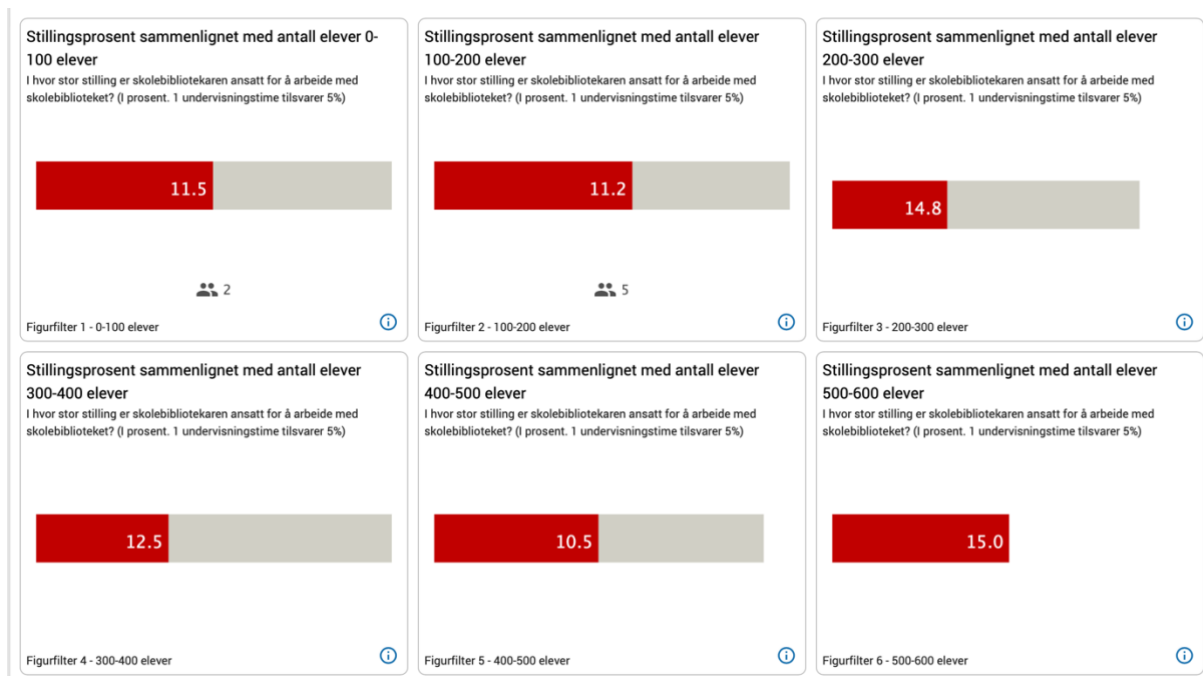 Stillingsprosent sammenlignet med antall elever 0-
100 elever
I hvor stor stilling er skolebibliotekaren ansatt for å arbeide med
skolebiblioteket? (I prosent. 1 undervisningstime tilsvarer 5%)
11.5
2
Figurfilter 1 - 0-100 elever
Stillingsprosent sammenlignet med antall elever
100-200 elever
I hvor stor stilling er skolebibliotekaren ansatt for å arbeide med
skolebiblioteket? (I prosent. 1 undervisningstime tilsvarer 5%)
11.2
5
Figurfilter 2 - 100-200 elever
Stillingsprosent sammenlignet med antall elever
200-300 elever
I hvor stor stilling er skolebibliotekaren ansatt for å arbeide med
skolebiblioteket? (I prosent. 1 undervisningstime tilsvarer 5%)
14.8
Figurfilter 3 - 200-300 elever
Stillingsprosent sammenlignet med antall elever
300-400 elever
I hvor stor stilling er skolebibliotekaren ansatt for å arbeide med
skolebiblioteket? (I prosent. 1 undervisningstime tilsvarer 5%)
12.5
Figurfilter 4 - 300-400 elever
Stillingsprosent sammenlignet med antall elever
400-500 elever
I hvor stor stilling er skolebibliotekaren ansatt for å arbeide med
skolebiblioteket? (I prosent. 1 undervisningstime tilsvarer 5%)
10.5
Figurfilter 5 - 400-500 elever
Stillingsprosent sammenlignet med antall elever
500-600 elever
I hvor stor stilling er skolebibliotekaren ansatt for å arbeide med
skolebiblioteket? (I prosent. 1 undervisningstime tilsvarer 5%)
15.0
Figurfilter 6 - 500-600 elever